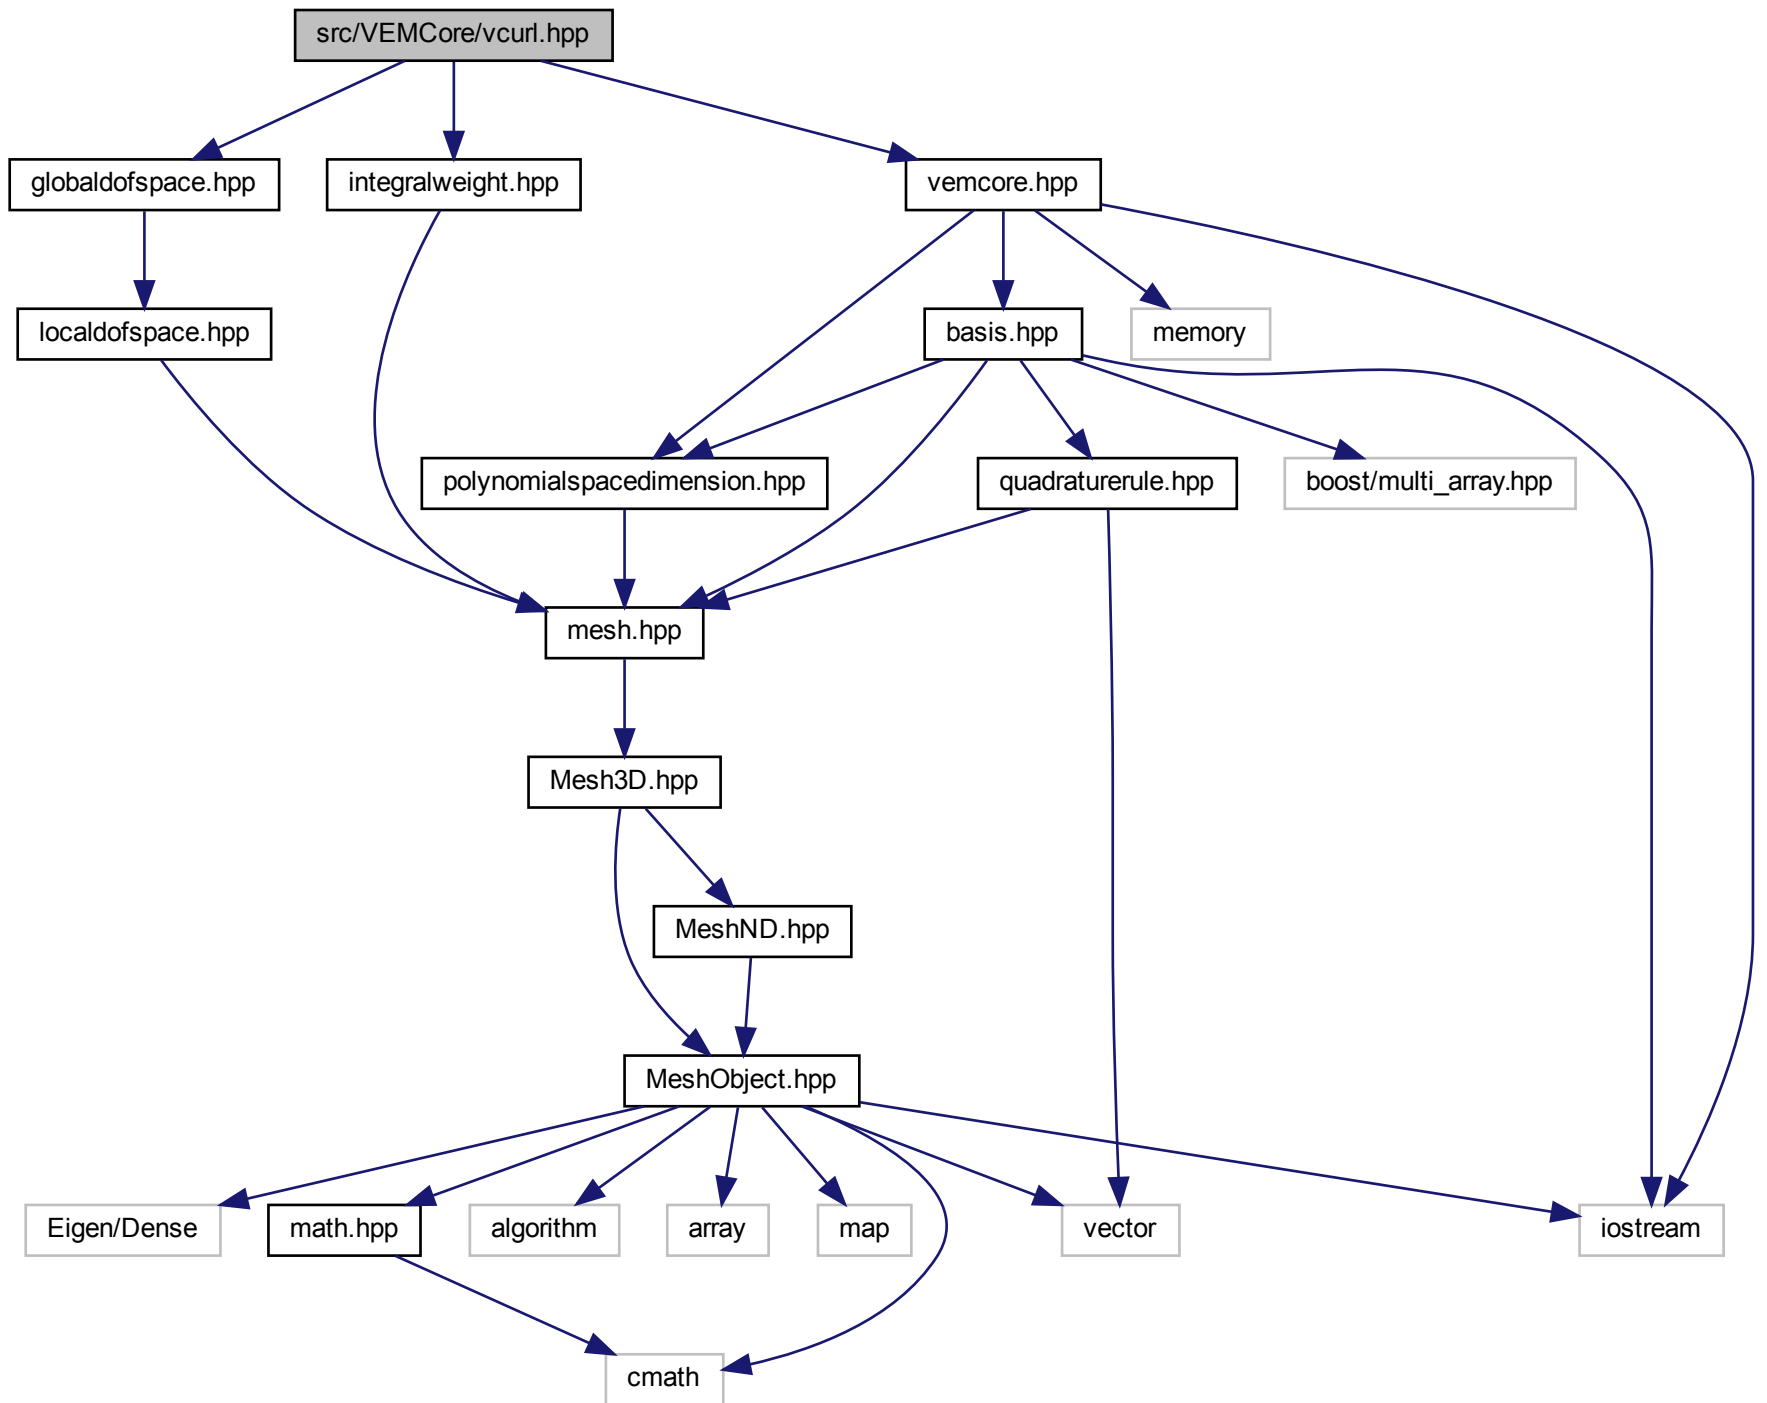 src/VEMCore/vcurl.hpp
globaldofspace.hpp
integralweight.hpp
vemcore.hpp
localdofspace.hpp
basis.hpp
memory
polynomialspacedimension.hpp
quadraturerule.hpp
boost/multi_array.hpp
mesh.hpp
Mesh3D.hpp
MeshND.hpp
MeshObject.hpp
Eigen/Dense
math.hpp
algorithm
array
map
vector
iostream
cmath